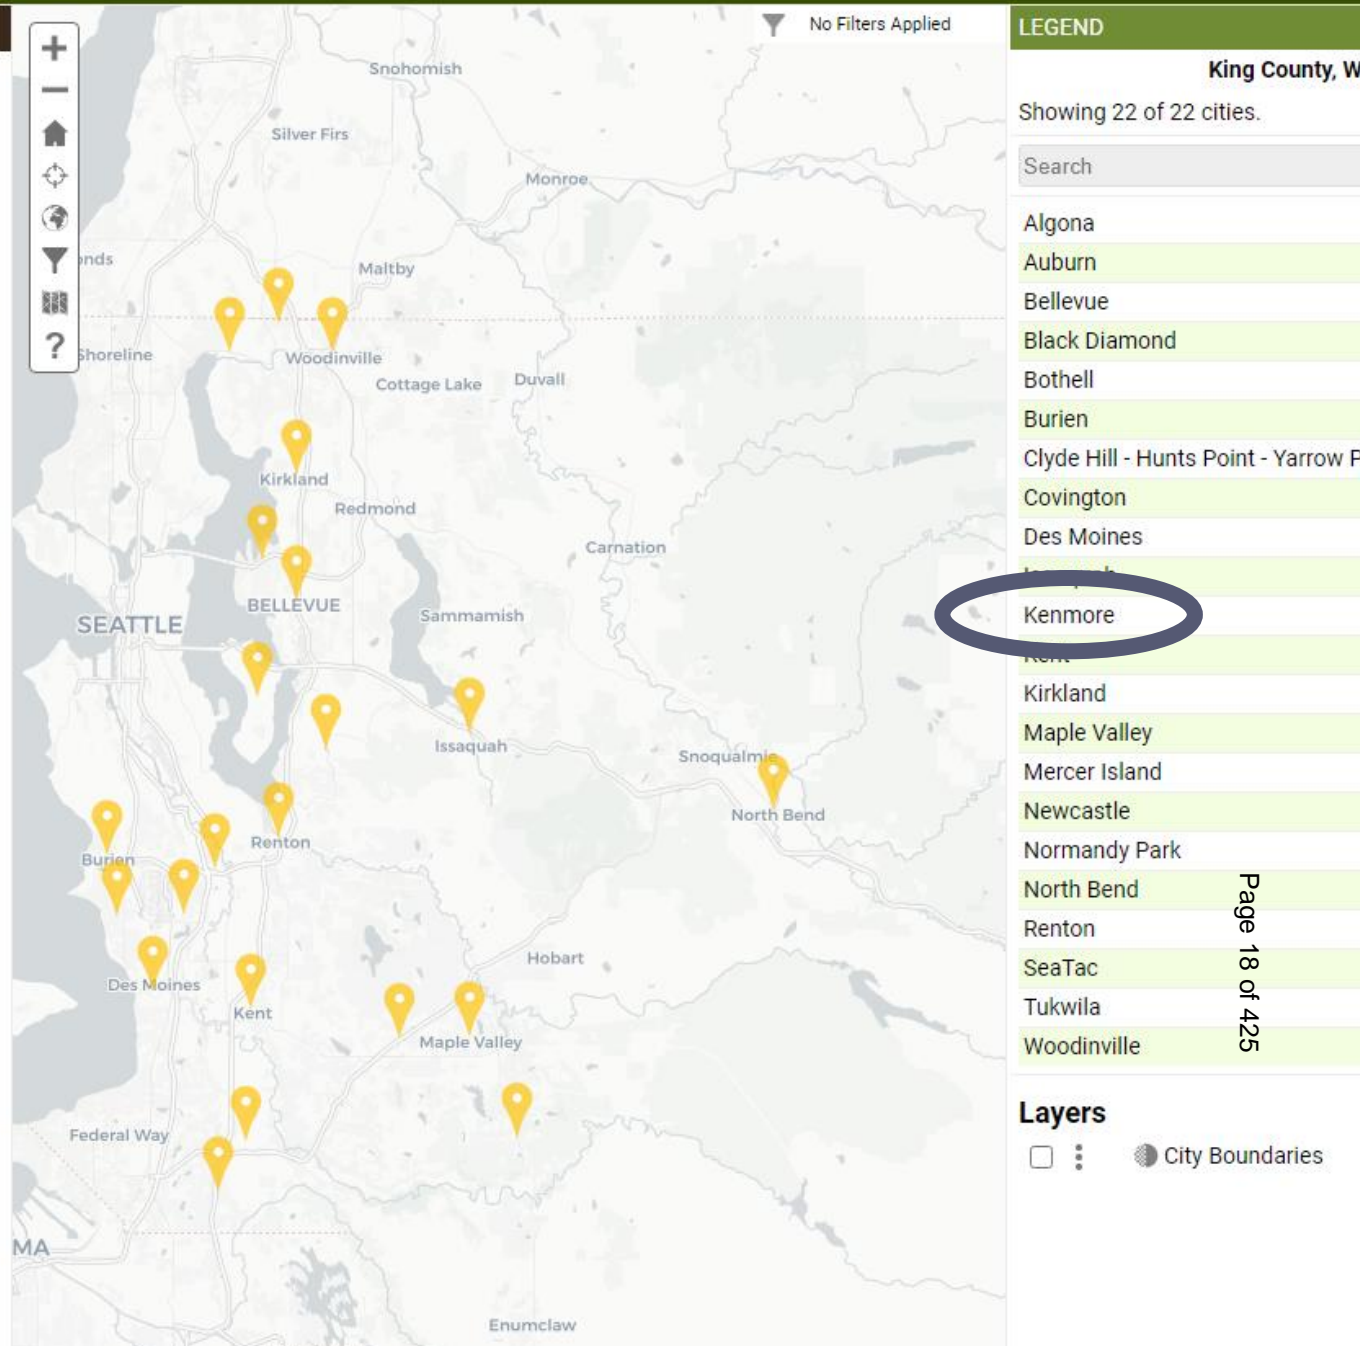 No Filters Applied
Snohomish
Silver Firs
Monroe
onds
Maltby
?
Shoreline
Woodinville
Cottage Lake
Duvall
Kirkland
Redmond
Carnation
BELLEVUE
SEATTLE
Sammamish
Issaquah
Snoqualmie
North Bend
Renton
Burien
Hobart
Des Moines
Kent
Maple Valley
Federal Way
MA
Enumclaw
LEGEND
King County, W
Showing 22 of 22 cities.
Search
Algona
Auburn
Bellevue
Black Diamond
Bothell
Burien
Clyde Hill - Hunts Point - Yarrow P
Covington
Des Moines
Kenmore
Kent
Kirkland
Maple Valley
Mercer Island
Newcastle
Normandy Park
North Bend
Renton
SeaTac
Tukwila
Woodinville
Page 18 of 425
Layers
City Boundaries